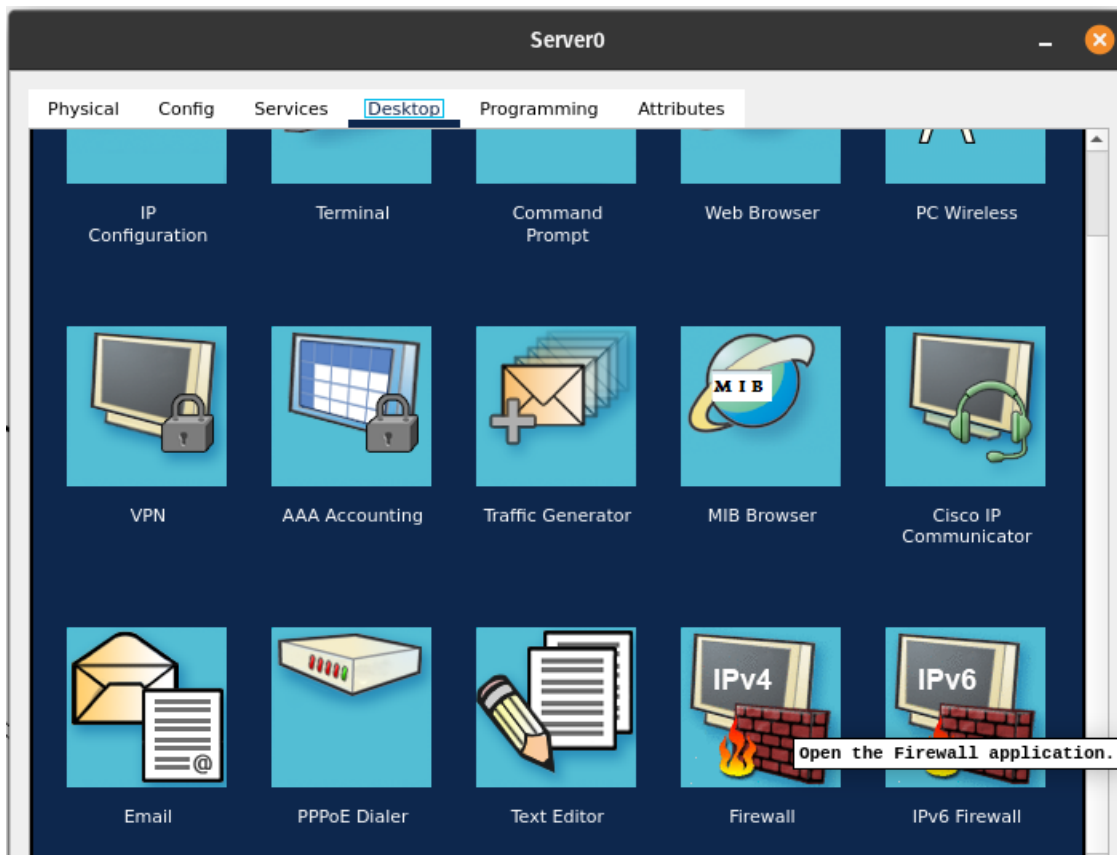 Server0
Physical Config Services Desktop Programming Attributes
IP
Configuration
Terminal
Command
Prompt
Web Browser
PC Wireless
MIB
VPN
AAA Accounting
Traffic Generator
MIB Browser
Cisco IP
Communicator
IPv4
IPv6
@
Open the Firewall application.
Email
PPPoE Dialer
Text Editor
Firewall
IPv6 Firewall